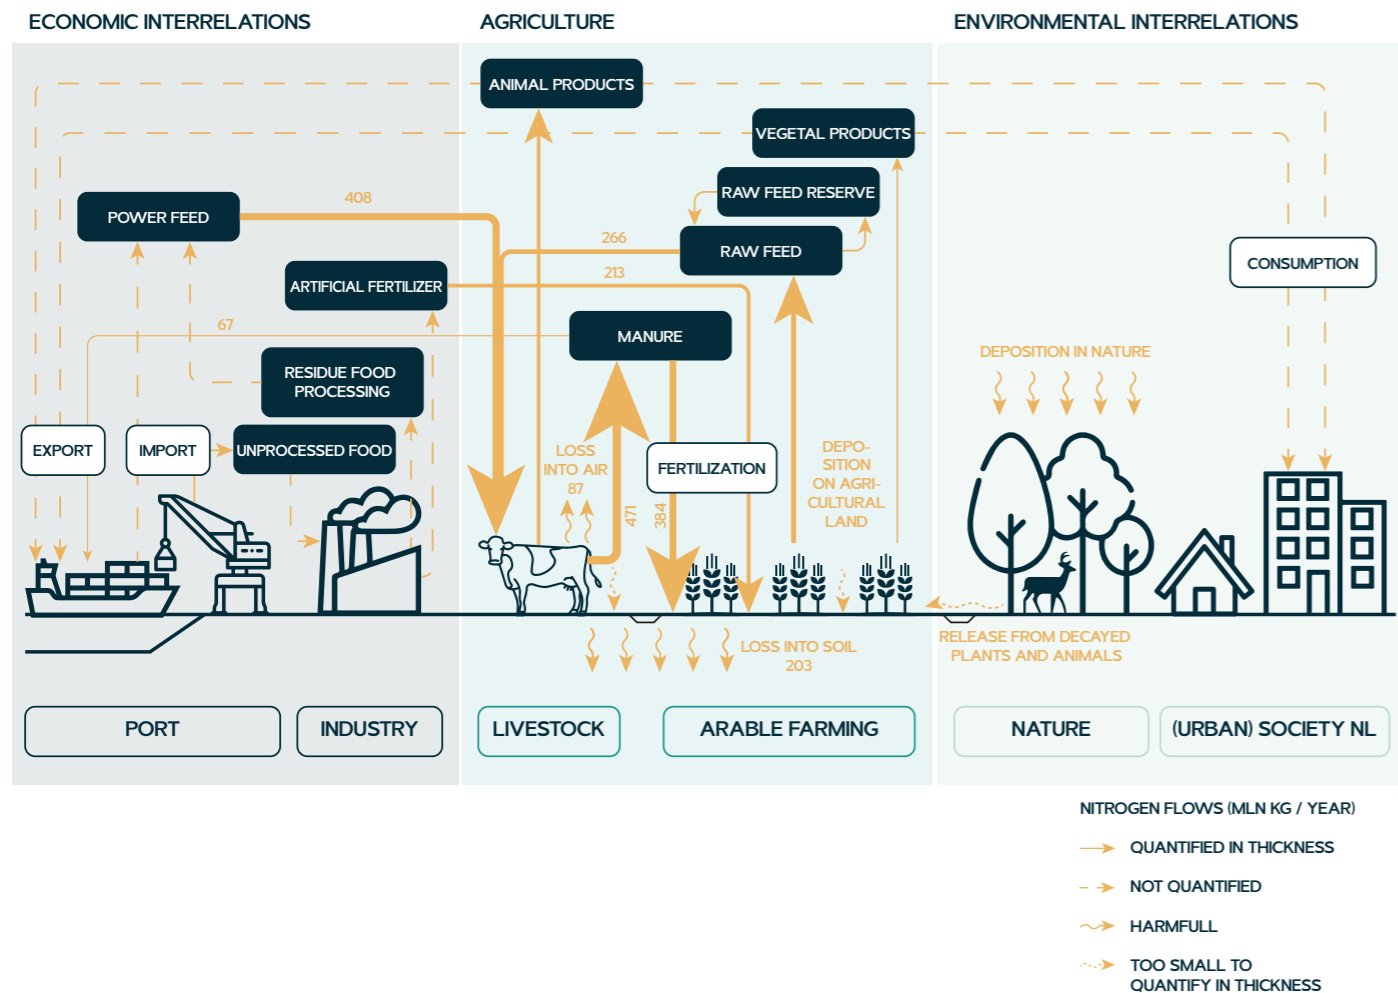 ECONOMIC INTERRELATIONS
AGRICULTURE
ENVIRONMENTAL INTERRELATIONS
ANIMAL PRODUCTS
VEGETAL PRODUCTS
RAW FEED RESERVE
POWER FEED
408
266
RAW FEED
CONSUMPTION
ARTIFICIAL FERTILIZER
213
67
MANURE
DEPOSITION IN NATURE
RESIDUE FOOD
PROCESSING
EXPORT
IMPORT
UNPROCESSED FOOD
LOSS
INTO AIR
87
471
384
FERTILIZATION
DEPO-
SITION
ON AGRI-
CULTURAL
LAND
LOSS INTO SOIL
203
RELEASE FROM DECAYED
PLANTS AND ANIMALS
PORT
INDUSTRY
LIVESTOCK
ARABLE FARMING
NATURE
(URBAN) SOCIETY NL
NITROGEN FLOWS (MLN KG / YEAR)
QUANTIFIED IN THICKNESS
NOT QUANTIFIED
HARMFULL
TOO SMALL TO
QUANTIFY IN THICKNESS